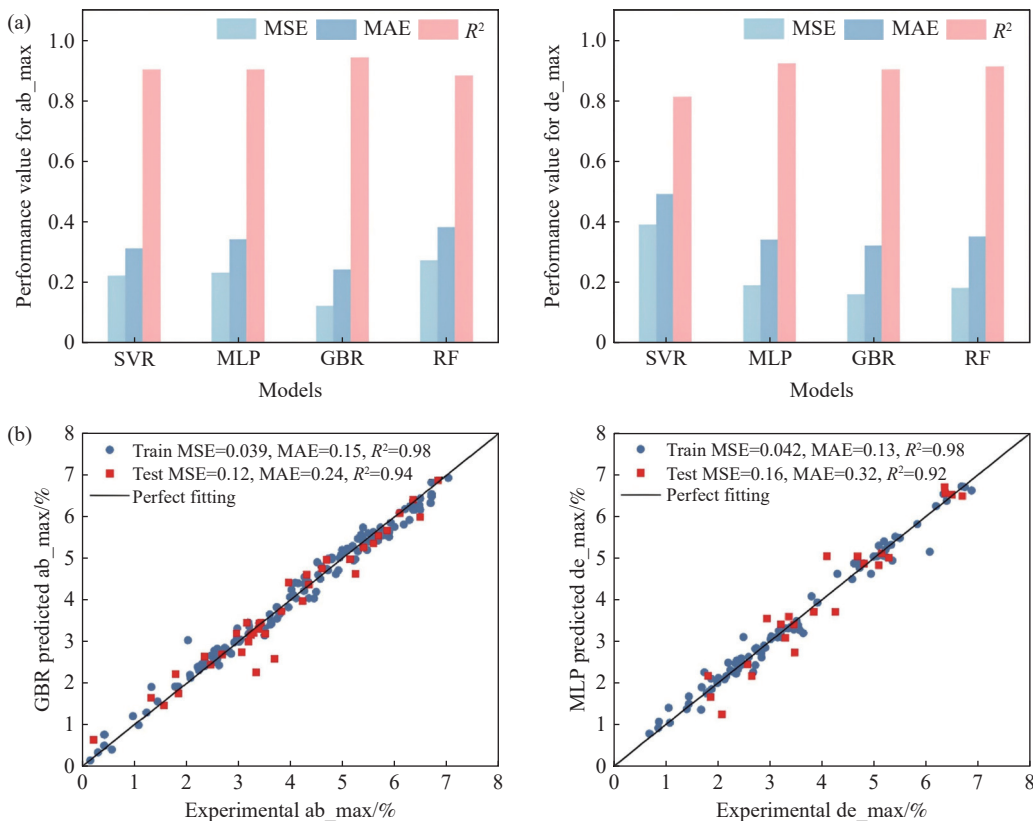 (a)
MSE MAE R²
Performance value for ab_max
1.0
0.8
0.6
0.4
0.2
0
SVR MLP GBR RF
Models
MSE MAE R²
Performance value for de_max
1.0
0.8
0.6
0.4
0.2
0
SVR MLP GBR RF
Models
(b)
Train MSE=0.039, MAE=0.15, R²=0.98
Test MSE=0.12, MAE=0.24, R²=0.94
Perfect fitting
GBR predicted ab_max/%
8
7
6
5
4
3
2
1
0
0 1 2 3 4 5 6 7 8
Experimental ab_max/%
Train MSE=0.042, MAE=0.13, R²=0.98
Test MSE=0.16, MAE=0.32, R²=0.92
Perfect fitting
MLP predicted de_max/%
8
7
6
5
4
3
2
1
0
0 1 2 3 4 5 6 7 8
Experimental de_max/%